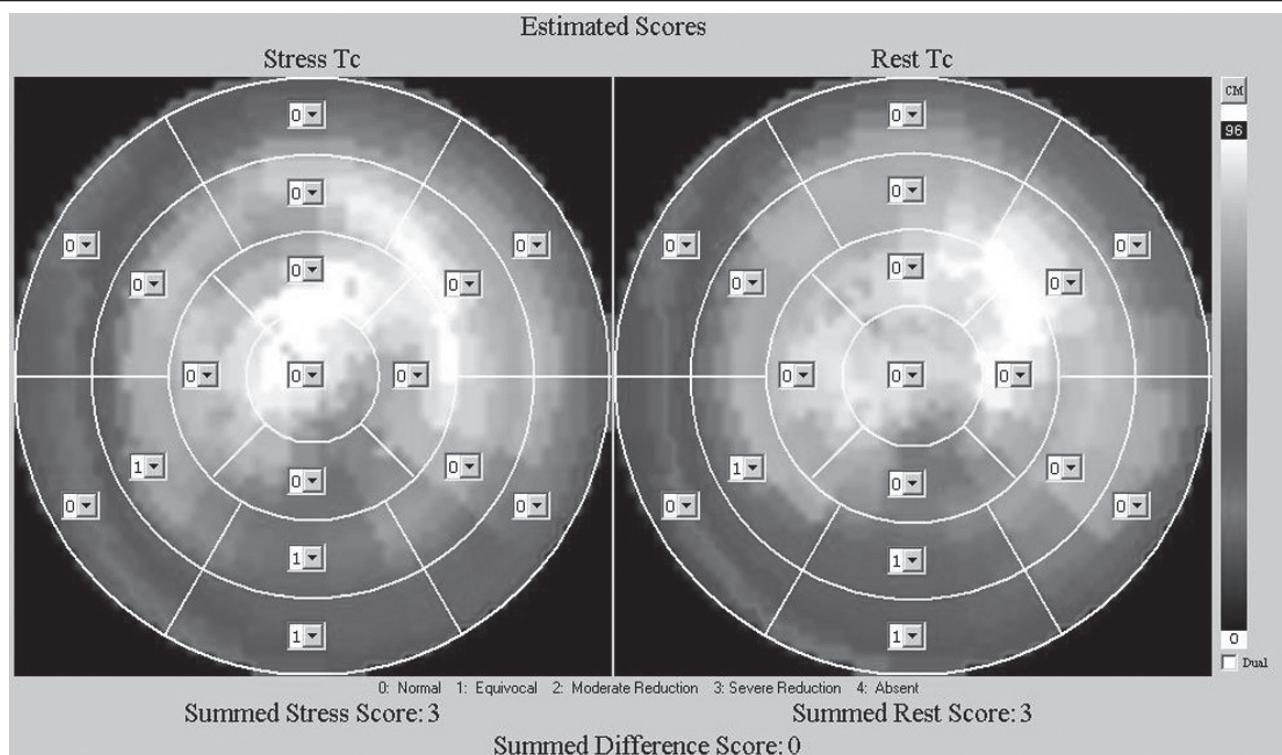 Estimated Scores
Stress Tc Rest Tc
CM
0 0
96
0 0
0 0 0 0 0 0
0 0 0 0
0 0 0 0 0 0
1 0 1 0
0 0 0 0 0 0
1 1
1 1
0
Dual
0: Normal 1: Equivocal 2: Moderate Reduction 3: Severe Reduction 4: Absent
Summed Stress Score: 3 Summed Rest Score: 3
Summed Difference Score: 0